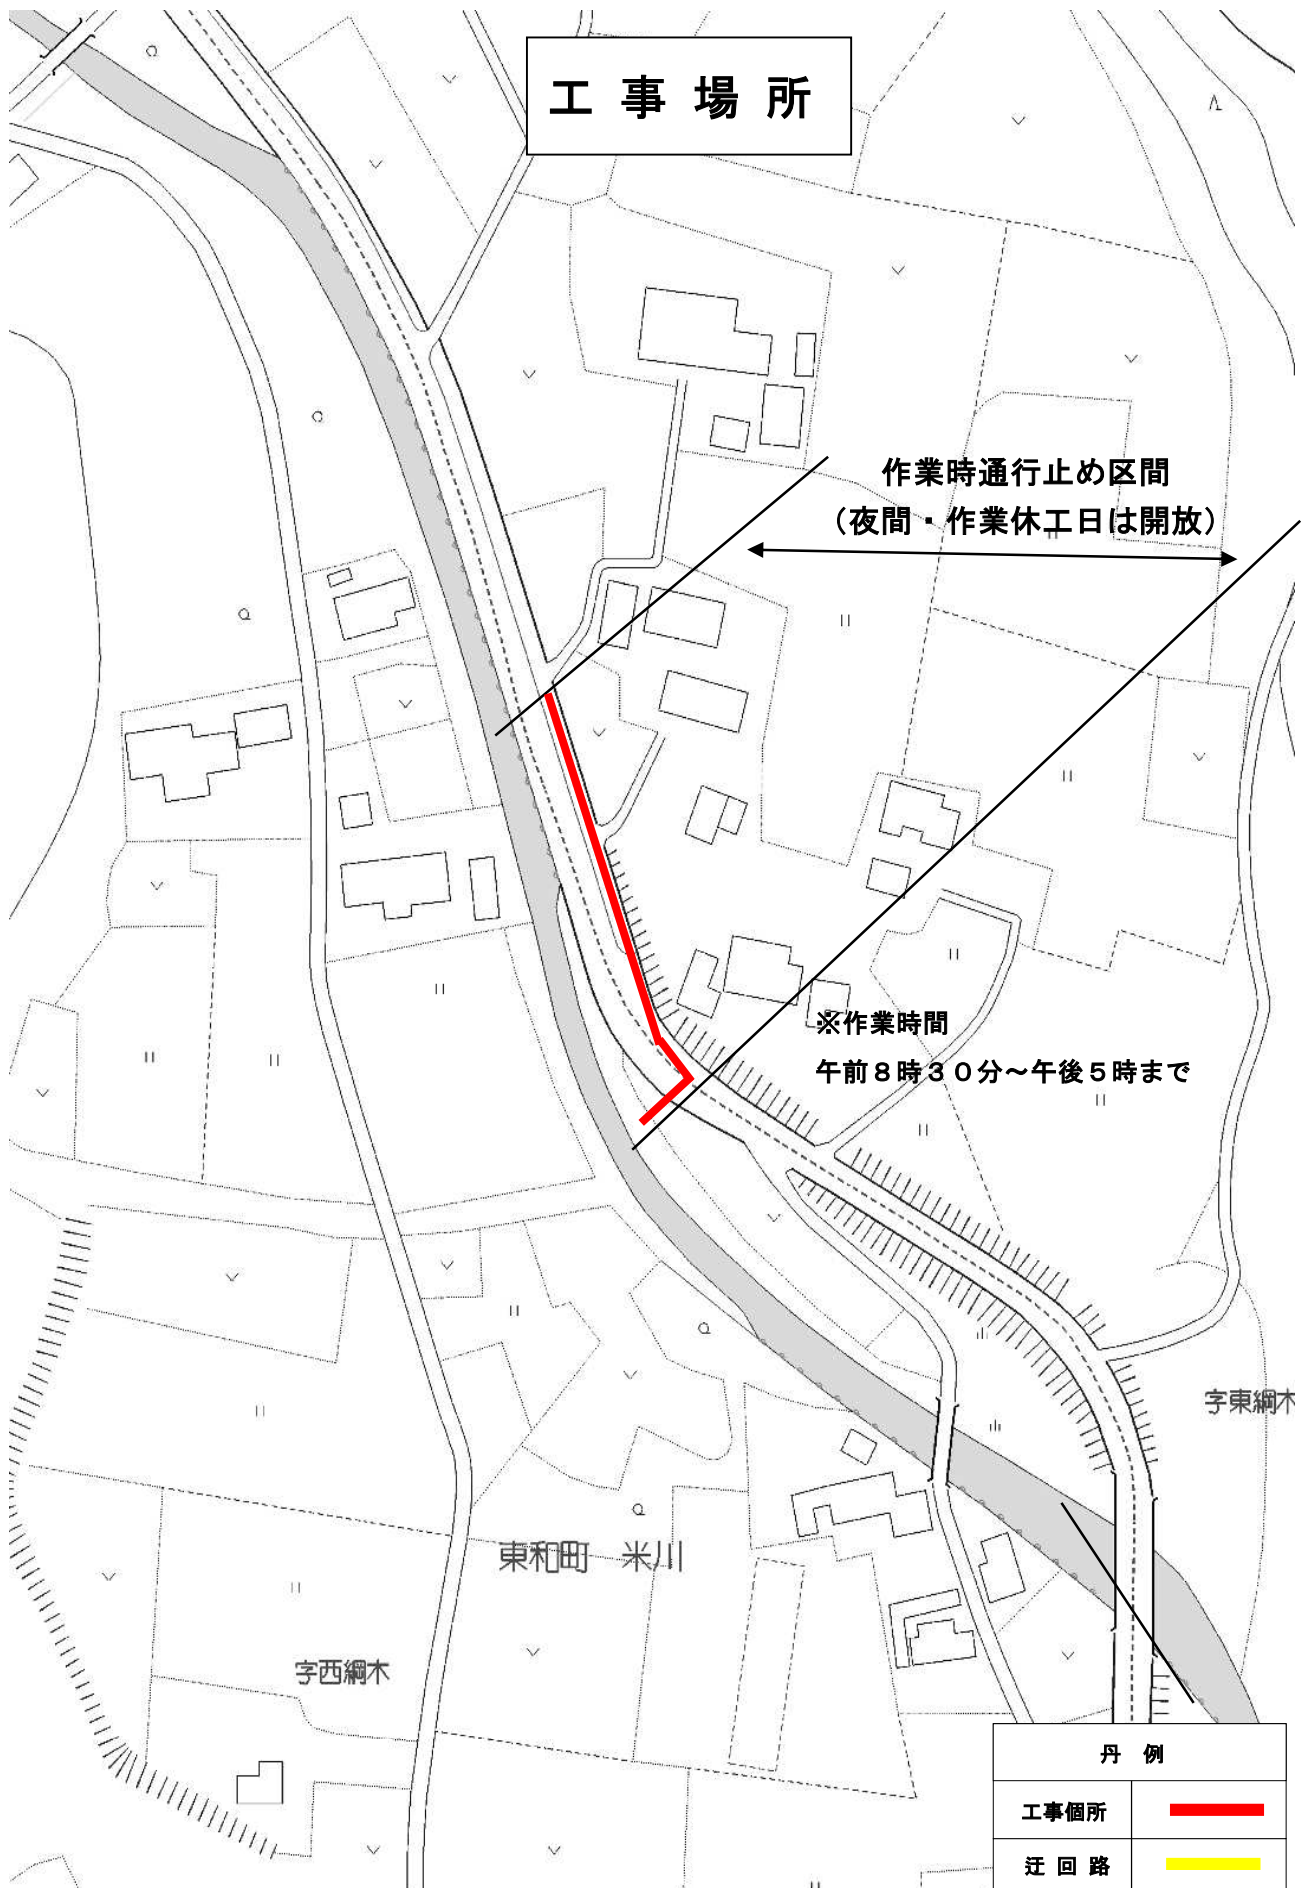 工 事 場 所
作業時通行止め区間
（夜間・作業休工日は開放）
※作業時間
午前８時３０分～午後５時まで
字東綱木
東和町　米川
字西綱木
丹　例
工事個所
迂 回 路